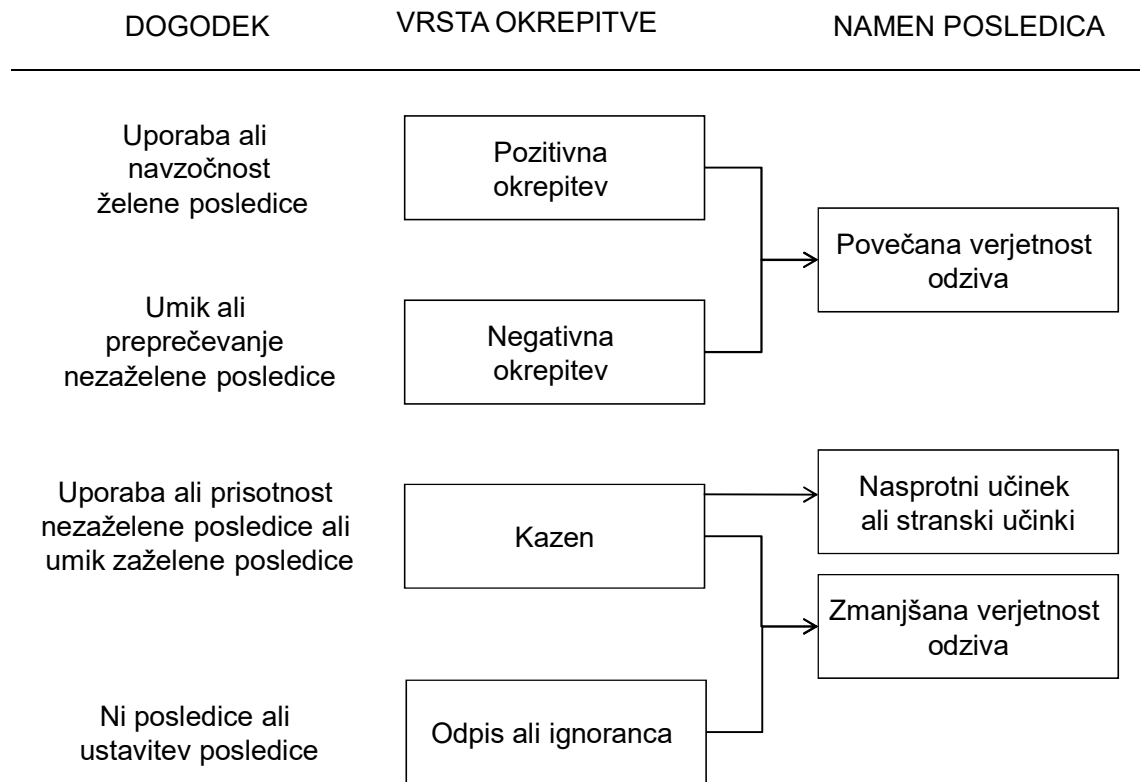 DOGODEK
VRSTA OKREPITVE
NAMEN POSLEDICA
Uporaba ali
navzočnost
želene posledice
Pozitivna
okrepitev
Povečana verjetnost
odziva
Umik ali
preprečevanje
nezaželene posledice
Negativna
okrepitev
Uporaba ali prisotnost
nezaželene posledice ali
umik zaželene posledice
Kazen
Nasprotni učinek
ali stranski učinki
Zmanjšana verjetnost
odziva
Ni posledice ali
ustavitev posledice
Odpis ali ignoranca